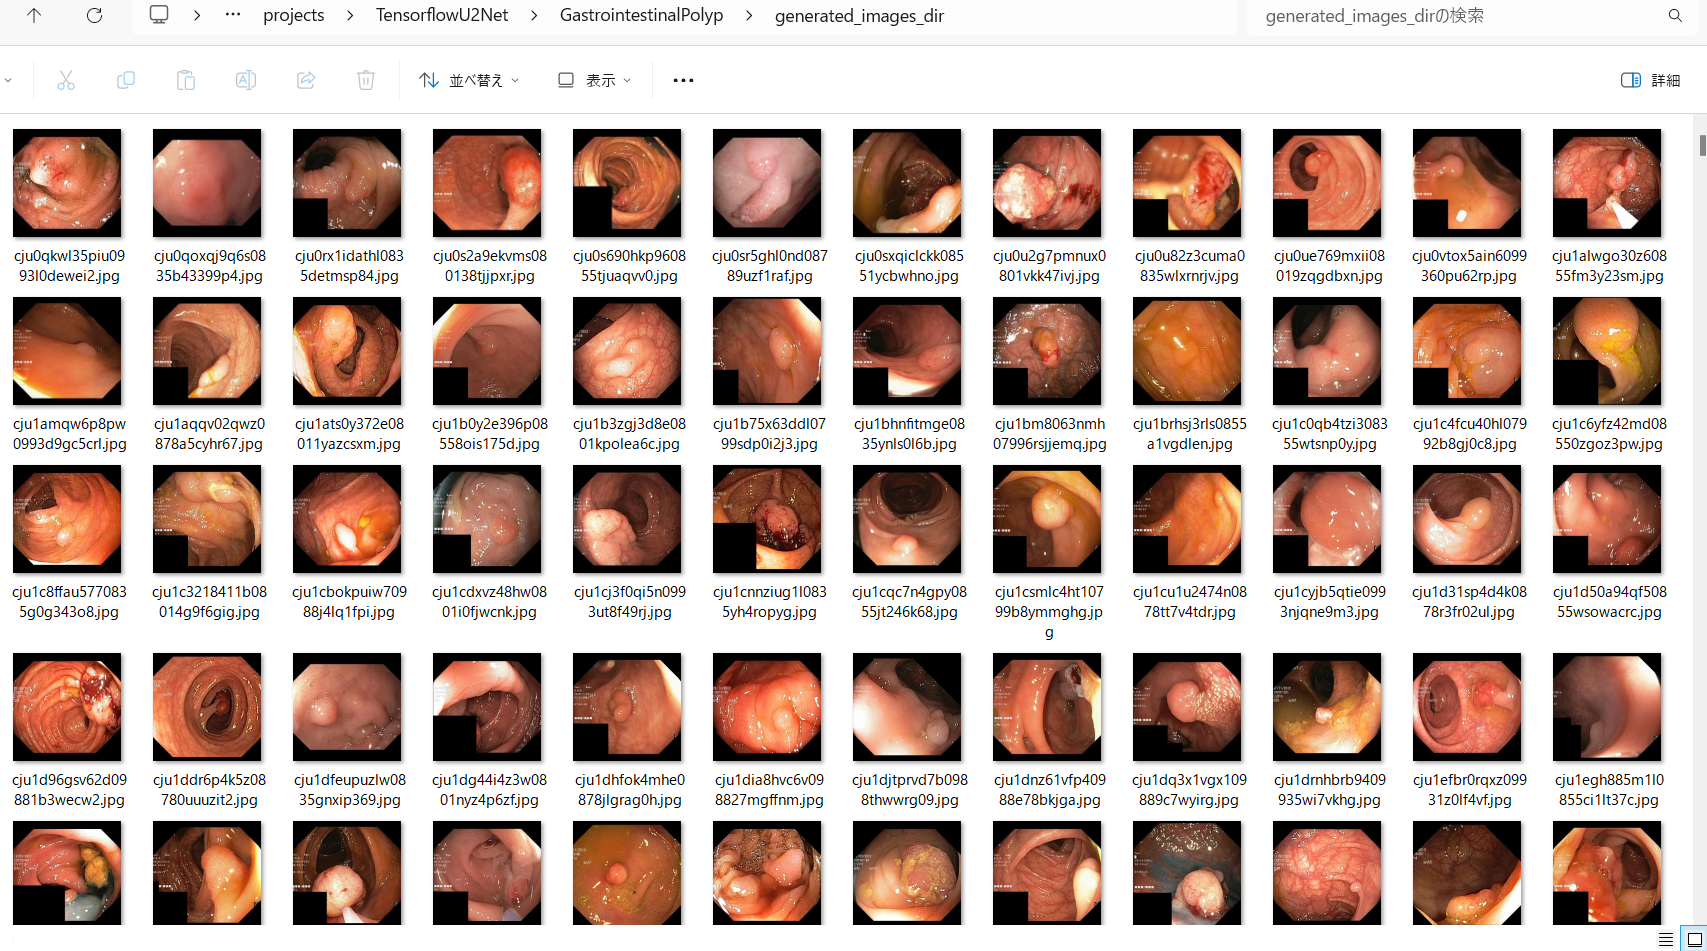 projects > TensorflowU2Net > GastrointestinalPolyp > generated_images_dir
generated_images_dirの検索
並べ替え
表示
詳細
cju0qkwl35piu0993l0dewei2.jpg
cju0qoxqj9q6s0835b43399p4.jpg
cju0rx1idathl0835detmsp84.jpg
cju0s2a9ekvms080138tjjpxr.jpg
cju0s690hkp960855tjuaqvv0.jpg
cju0sr5ghl0nd08789uzf1raf.jpg
cju0sxqiclckk08551ycbwhno.jpg
cju0u2g7pmnux0801vkk47ivj.jpg
cju0u82z3cuma0835wlxrnrjv.jpg
cju0ue769mxii08019zqgdbxn.jpg
cju0vtox5ain6099360pu62rp.jpg
cju1alwgo30z60855fm3y23sm.jpg
cju1amqw6p8pw0993d9gc5crl.jpg
cju1aqqv02qwz0878a5cyhr67.jpg
cju1ats0y372e08011yazcsxm.jpg
cju1b0y2e396p08558ois175d.jpg
cju1b3zgj3d8e0801kpolea6c.jpg
cju1b75x63ddl0799sdp0i2j3.jpg
cju1bhnfitmge0835ynls0l6b.jpg
cju1bm8063nmh07996rsjjemq.jpg
cju1brhsj3rls0855a1vgdlen.jpg
cju1c0qb4tzi308355wtsnp0y.jpg
cju1c4fcu40hl07992b8gj0c8.jpg
cju1c6yfz42md08550zgoz3pw.jpg
cju1c8ffau5770835g0g343o8.jpg
cju1c3218411b08014g9f6gig.jpg
cju1cbokpuiw70988j4lq1fpi.jpg
cju1cdxvz48hw0801i0fjwcnk.jpg
cju1cj3f0qi5n0993ut8f49rj.jpg
cju1cnnziug1l0835yh4ropyg.jpg
cju1cqc7n4gpy0855jt246k68.jpg
cju1csmlc4ht10799b8ymmghg.jpg
cju1cu1u2474n0878tt7v4tdr.jpg
cju1cyjb5qtie0993njqne9m3.jpg
cju1d31sp4d4k0878r3fr02ul.jpg
cju1d50a94qf50855wsowacrc.jpg
cju1d96gsv62d09881b3wecw2.jpg
cju1ddr6p4k5z08780uuuzit2.jpg
cju1dfeupuzlw0835gnxip369.jpg
cju1dg44i4z3w0801nyz4p6zf.jpg
cju1dhfok4mhe0878jlgrag0h.jpg
cju1dia8hvc6v098827mgffnm.jpg
cju1djtprvd7b0988thwwrg09.jpg
cju1dnz61vfp40988e78bkjga.jpg
cju1dq3x1vgx109889c7wyirg.jpg
cju1drnhbrb9409935wi7vkhg.jpg
cju1efbr0rqxz09931z0lf4vf.jpg
cju1egh885m1l0855ci1lt37c.jpg